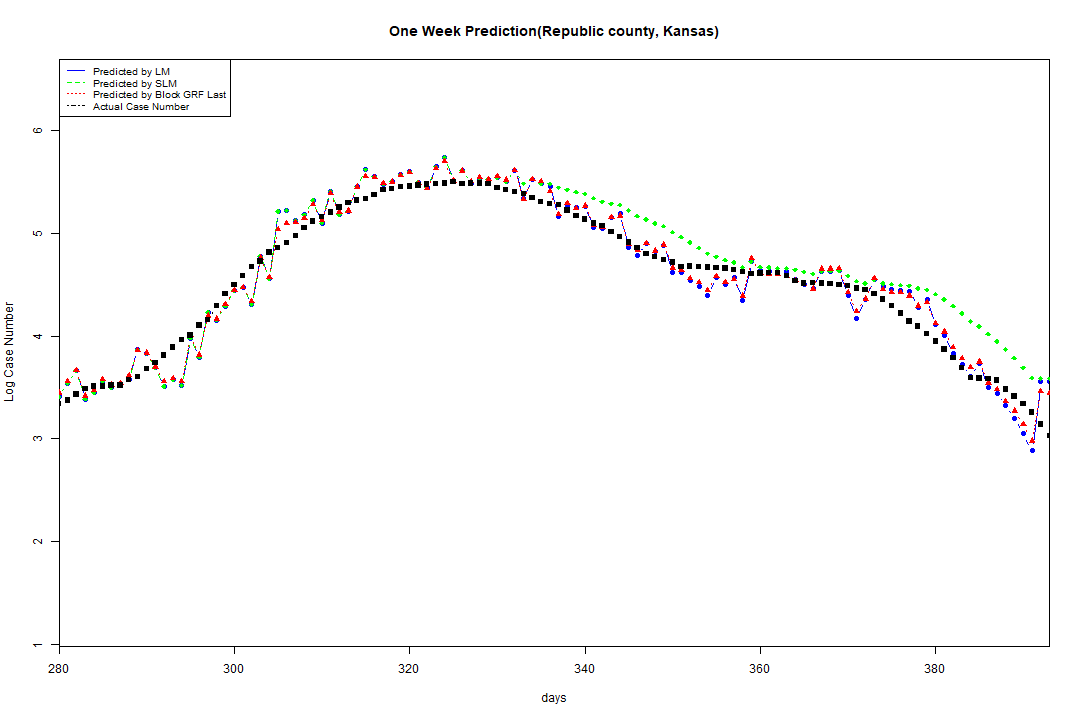 One Week Prediction(Republic county, Kansas)
Predicted by LM
Predicted by SLM
Predicted by Block GRF Last
Actual Case Number
6
5
4
3
2
1
Log Case Number
280 300 320 340 360 380
days